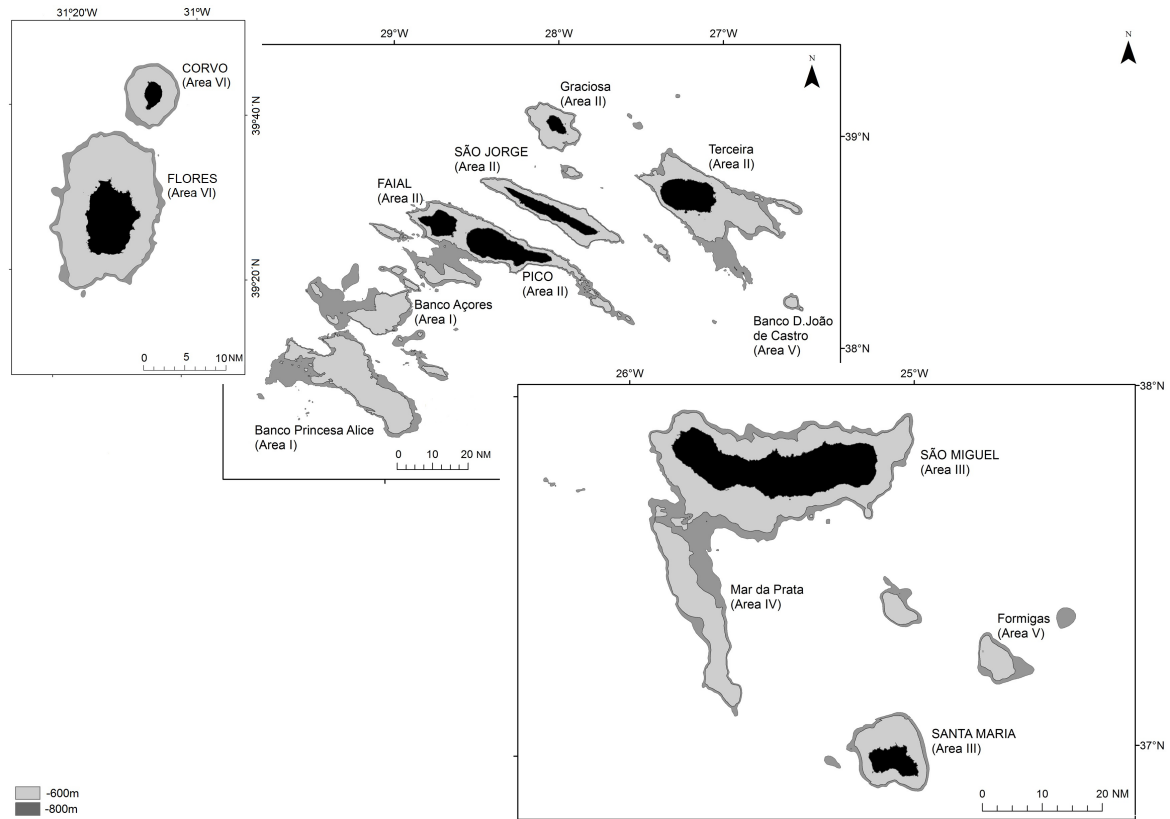 31°20'W
31°W
CORVO
(Area VI)
39°40'N
FLORES
(Area VI)
39°20'N
0 5 10 NM
29°W
28°W
27°W
N
Graciosa
(Area II)
39°N
SÃO JORGE
(Area II)
Terceira
(Area II)
FAIAL
(Area II)
PICO
(Area II)
Banco Açores
(Area I)
Banco D.João
de Castro
(Area V)
38°N
Banco Princesa Alice
(Area I)
0 10 20 NM
N
26°W
25°W
38°N
SÃO MIGUEL
(Area III)
Mar da Prata
(Area IV)
Formigas
(Area V)
SANTA MARIA
(Area III)
37°N
0 10 20 NM
-600m
-800m